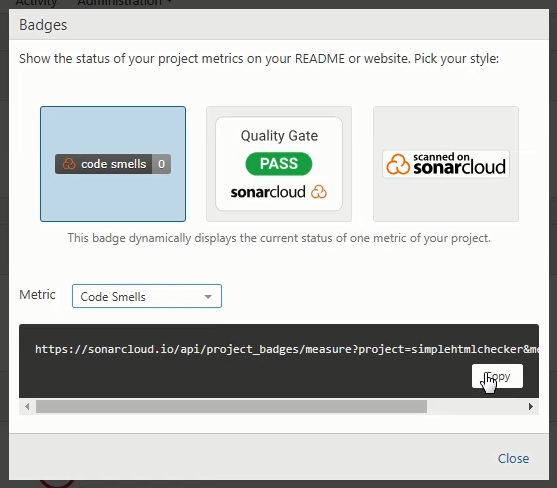 Activity Administration
Badges
Show the status of your project metrics on your README or website. Pick your style:
code smells 0
Quality Gate
PASS
sonarcloud
scanned on
sonarcloud
This badge dynamically displays the current status of one metric of your project.
Metric Code Smells
https://sonarcloud.io/api/project_badges/measure?project=simplehtmlchecker&me
Copy
Close